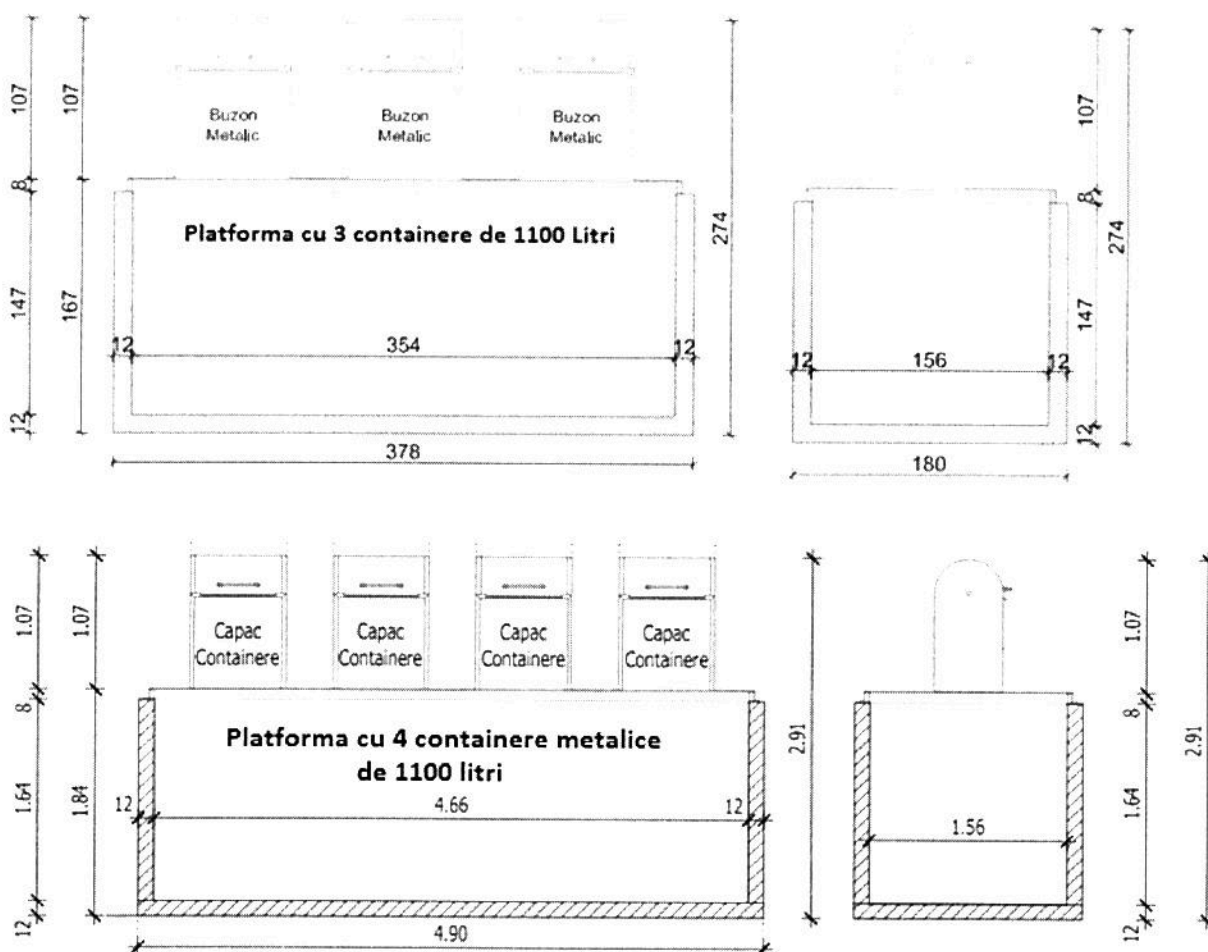 107
107
Buzon
Metalic
Buzon
Metalic
Buzon
Metalic
107
8
8
Platforma cu 3 containere de 1100 Litri
274
274
147
167
147
12
354
12
12
156
12
12
12
378
180
1.07
1.07
Capac
Containere
Capac
Containere
Capac
Containere
Capac
Containere
1.07
8
8
Platforma cu 4 containere metalice
de 1100 litri
2.91
2.91
1.64
1.84
12
4.66
12
1.56
1.64
12
12
4.90